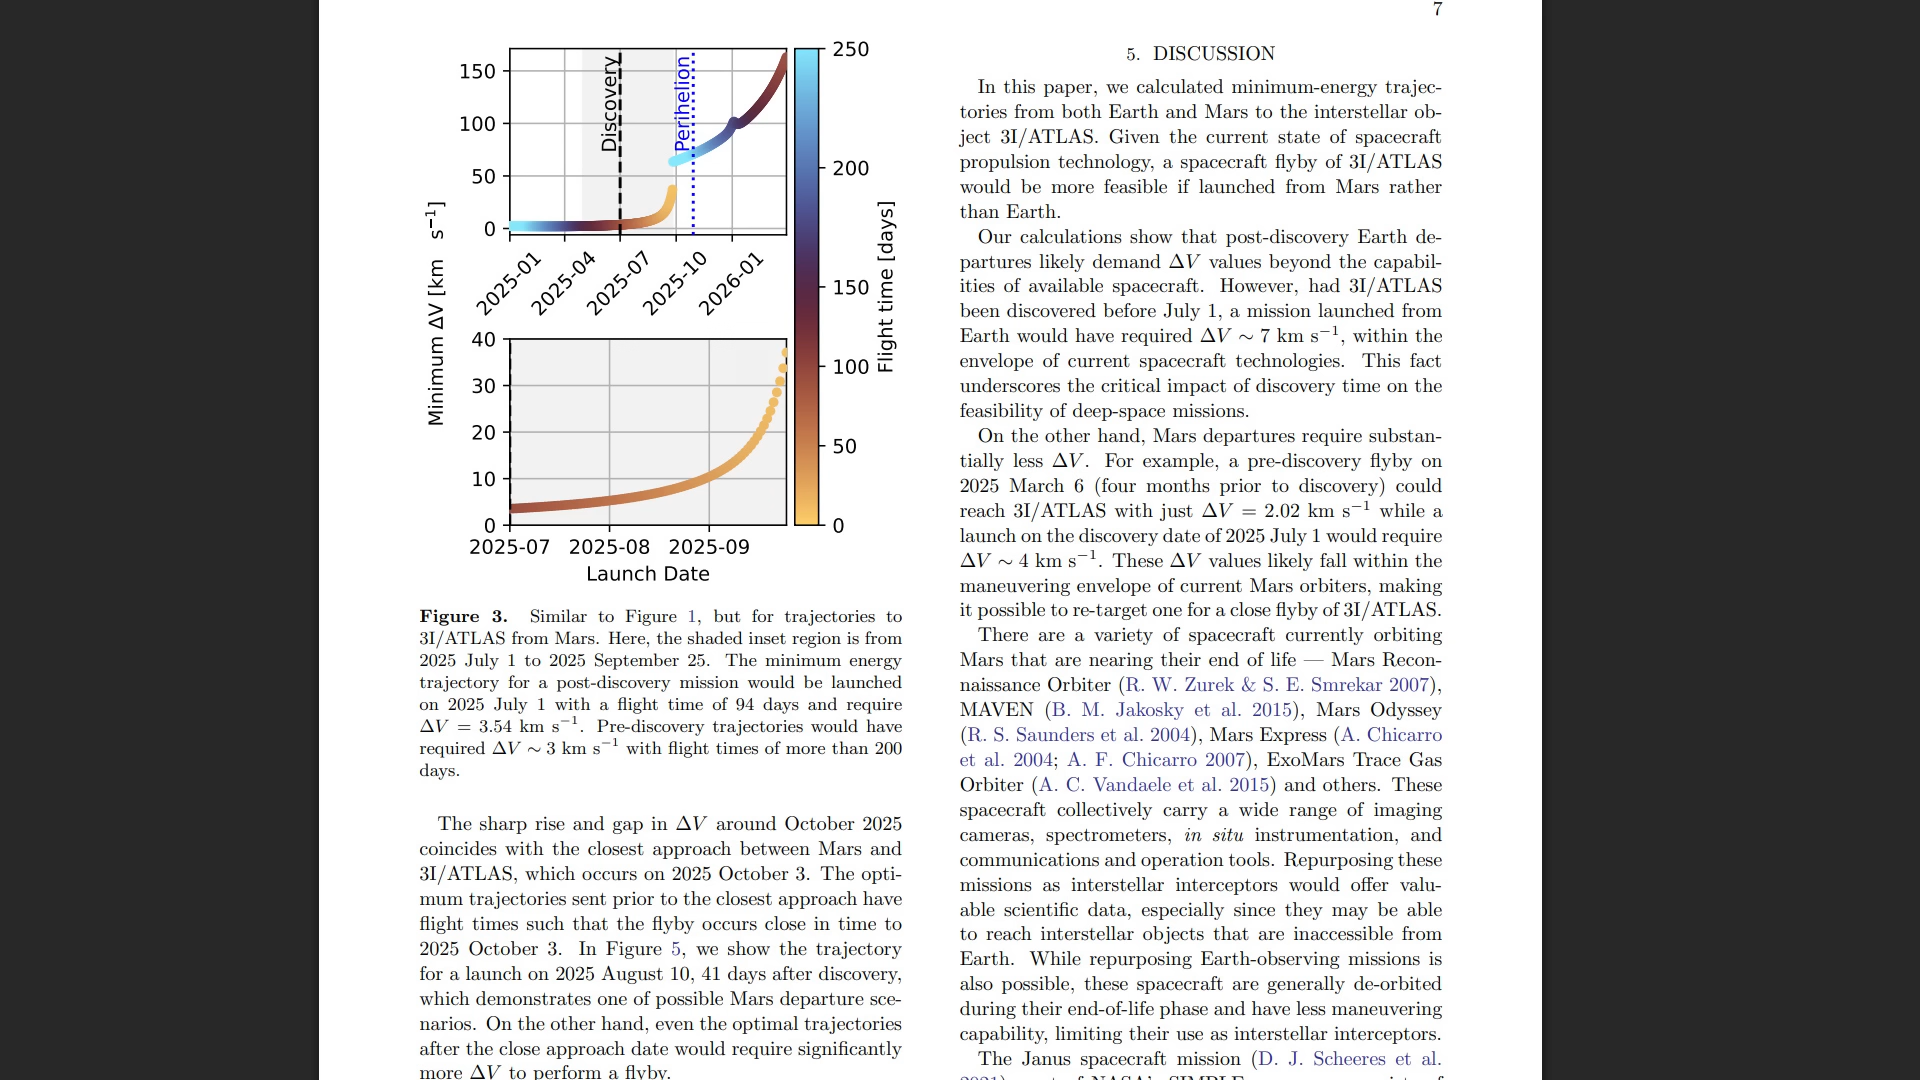 7
150
100
50
0
Discovery
Perihelion
2025-01
2025-04
2025-07
2025-10
2026-01
Minimum ΔV [km s⁻¹]
40
30
20
10
0
2025-07 2025-08 2025-09
Launch Date
250
200
150
100
50
0
Flight time [days]
Figure 3. Similar to Figure 1, but for trajectories to
3I/ATLAS from Mars. Here, the shaded inset region is from
2025 July 1 to 2025 September 25. The minimum energy
trajectory for a post-discovery mission would be launched
on 2025 July 1 with a flight time of 94 days and require
ΔV = 3.54 km s⁻¹. Pre-discovery trajectories would have
required ΔV ∼ 3 km s⁻¹ with flight times of more than 200
days.
The sharp rise and gap in ΔV around October 2025
coincides with the closest approach between Mars and
3I/ATLAS, which occurs on 2025 October 3. The opti-
mum trajectories sent prior to the closest approach have
flight times such that the flyby occurs close in time to
2025 October 3. In Figure 5, we show the trajectory
for a launch on 2025 August 10, 41 days after discovery,
which demonstrates one of possible Mars departure sce-
narios. On the other hand, even the optimal trajectories
after the close approach date would require significantly
more ΔV to perform a flyby.
5. DISCUSSION
In this paper, we calculated minimum-energy trajec-
tories from both Earth and Mars to the interstellar ob-
ject 3I/ATLAS. Given the current state of spacecraft
propulsion technology, a spacecraft flyby of 3I/ATLAS
would be more feasible if launched from Mars rather
than Earth.
Our calculations show that post-discovery Earth de-
partures likely demand ΔV values beyond the capabil-
ities of available spacecraft. However, had 3I/ATLAS
been discovered before July 1, a mission launched from
Earth would have required ΔV ∼ 7 km s⁻¹, within the
envelope of current spacecraft technologies. This fact
underscores the critical impact of discovery time on the
feasibility of deep-space missions.
On the other hand, Mars departures require substan-
tially less ΔV. For example, a pre-discovery flyby on
2025 March 6 (four months prior to discovery) could
reach 3I/ATLAS with just ΔV = 2.02 km s⁻¹ while a
launch on the discovery date of 2025 July 1 would require
ΔV ∼ 4 km s⁻¹. These ΔV values likely fall within the
maneuvering envelope of current Mars orbiters, making
it possible to re-target one for a close flyby of 3I/ATLAS.
There are a variety of spacecraft currently orbiting
Mars that are nearing their end of life — Mars Recon-
naissance Orbiter (R. W. Zurek & S. E. Smrekar 2007),
MAVEN (B. M. Jakosky et al. 2015), Mars Odyssey
(R. S. Saunders et al. 2004), Mars Express (A. Chicarro
et al. 2004; A. F. Chicarro 2007), ExoMars Trace Gas
Orbiter (A. C. Vandaele et al. 2015) and others. These
spacecraft collectively carry a wide range of imaging
cameras, spectrometers, in situ instrumentation, and
communications and operation tools. Repurposing these
missions as interstellar interceptors would offer valu-
able scientific data, especially since they may be able
to reach interstellar objects that are inaccessible from
Earth. While repurposing Earth-observing missions is
also possible, these spacecraft are generally de-orbited
during their end-of-life phase and have less maneuvering
capability, limiting their use as interstellar interceptors.
The Janus spacecraft mission (D. J. Scheeres et al.